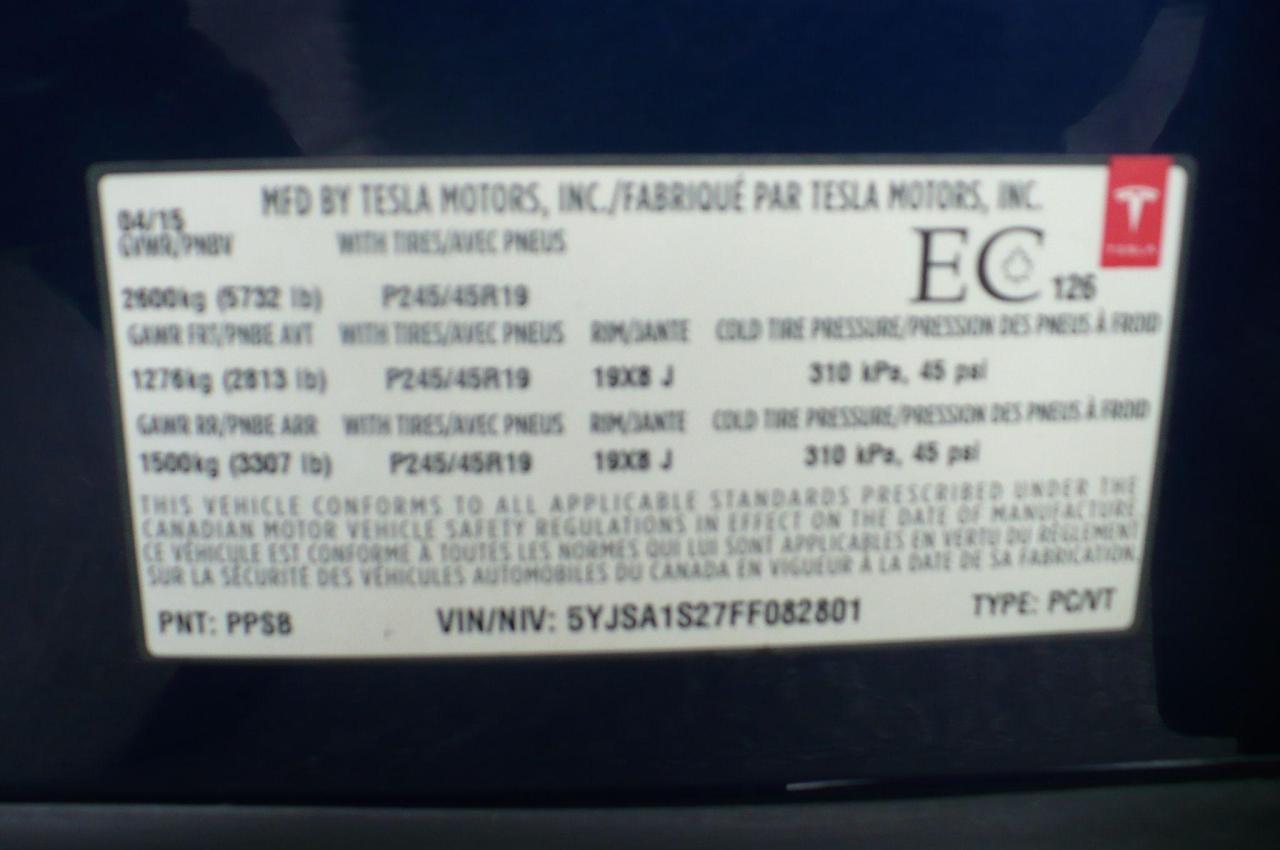 MFD BY TESLA MOTORS, INC./FABRIQUÉ PAR TESLA MOTORS, INC.
TESLA
04/15
GVWR/PNBV WITH TIRES/AVEC PNEUS
EC 126
2600kg (5732 lb) P245/45R19
GAWR FRT/PNBE AVT WITH TIRES/AVEC PNEUS RIM/JANTE COLD TIRE PRESSURE/PRESSION DES PNEUS À FROID
1276kg (2813 lb) P245/45R19 19X8 J 310 kPa, 45 psi
GAWR RR/PNBE ARR WITH TIRES/AVEC PNEUS RIM/JANTE COLD TIRE PRESSURE/PRESSION DES PNEUS À FROID
1500kg (3307 lb) P245/45R19 19X8 J 310 kPa, 45 psi
THIS VEHICLE CONFORMS TO ALL APPLICABLE STANDARDS PRESCRIBED UNDER THE
CANADIAN MOTOR VEHICLE SAFETY REGULATIONS IN EFFECT ON THE DATE OF MANUFACTURE
CE VÉHICULE EST CONFORME À TOUTES LES NORMES QUI LUI SONT APPLICABLES EN VERTU DU RÈGLEMENT
SUR LA SÉCURITÉ DES VÉHICULES AUTOMOBILES DU CANADA EN VIGUEUR À LA DATE DE SA FABRICATION
PNT: PPSB VIN/NIV: 5YJSA1S27FF082801 TYPE: PC/VT